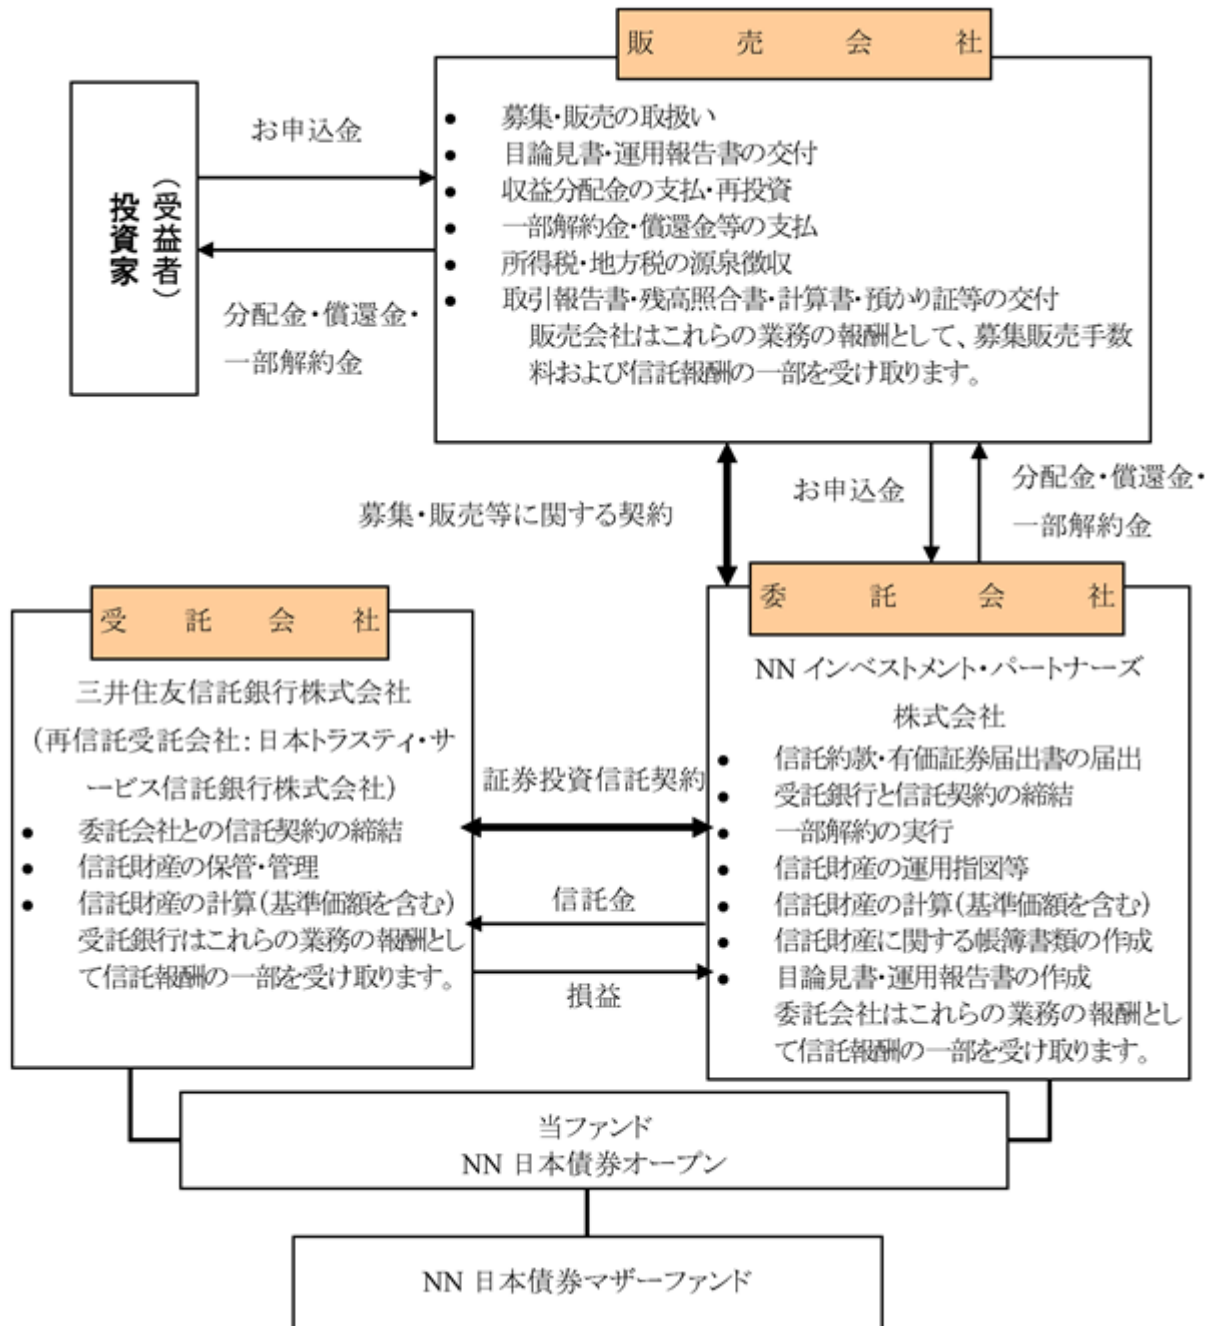 販売会社
投資家
(受益者)
お申込金
分配金・償還金・
一部解約金
● 募集・販売の取扱い
● 目論見書・運用報告書の交付
● 収益分配金の支払・再投資
● 一部解約金・償還金等の支払
● 所得税・地方税の源泉徴収
● 取引報告書・残高照合書・計算書・預かり証等の交付
販売会社はこれらの業務の報酬として、募集販売手数
料および信託報酬の一部を受け取ります。
募集・販売等に関する契約
お申込金
分配金・償還金・
一部解約金
受託会社
三井住友信託銀行株式会社
(再信託受託会社:日本トラスティ・サ
ービス信託銀行株式会社)
● 委託会社との信託契約の締結
● 信託財産の保管・管理
● 信託財産の計算(基準価額を含む)
受託銀行はこれらの業務の報酬とし
て信託報酬の一部を受け取ります。
証券投資信託契約
信託金
損益
委託会社
NN インベストメント・パートナーズ
株式会社
● 信託約款・有価証券届出書の届出
● 受託銀行と信託契約の締結
● 一部解約の実行
● 信託財産の運用指図等
● 信託財産の計算(基準価額を含む)
● 信託財産に関する帳簿書類の作成
● 目論見書・運用報告書の作成
委託会社はこれらの業務の報酬とし
て信託報酬の一部を受け取ります。
当ファンド
NN 日本債券オープン
NN 日本債券マザーファンド